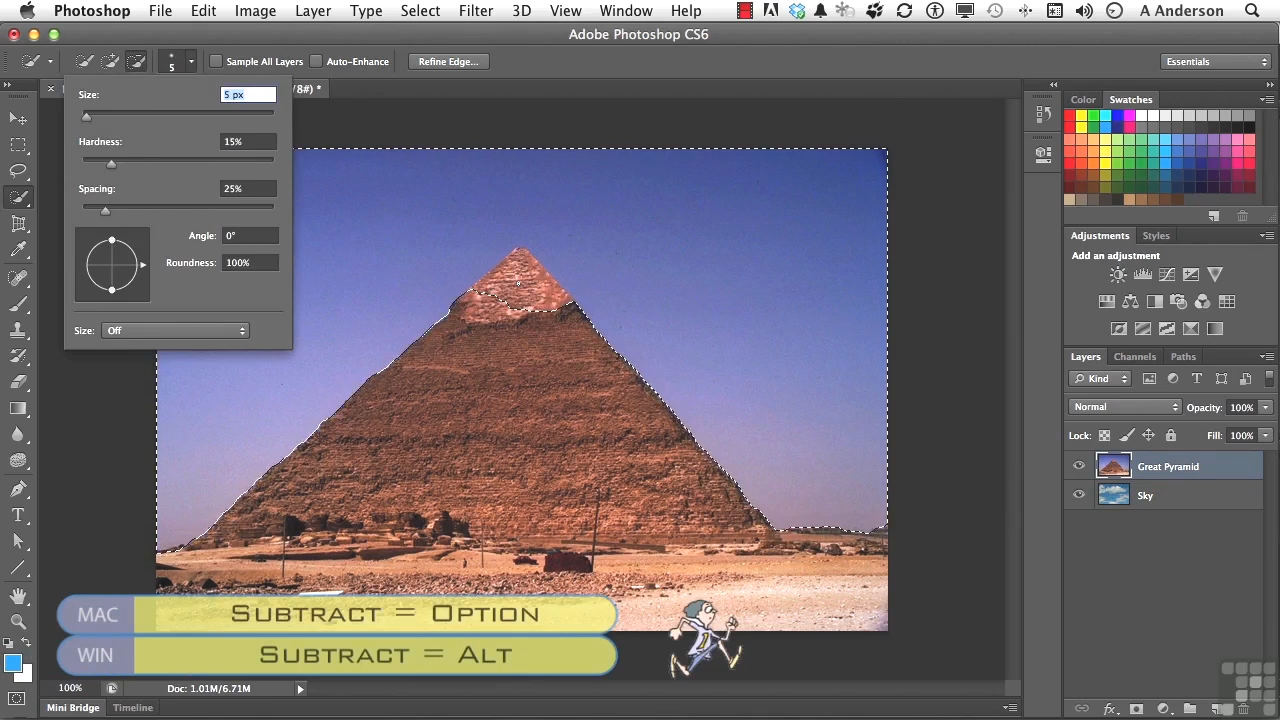 Photoshop File Edit Image Layer Type Select Filter 3D View Window Help A Anderson
Adobe Photoshop CS6
5 Sample All Layers Auto-Enhance Refine Edge... Essentials
/8#) *
Size: 5 px
Hardness: 15%
Spacing: 25%
Angle: 0°
Roundness: 100%
Size: Off
Color Swatches
Adjustments Styles
Add an adjustment
Layers Channels Paths
Kind
Normal Opacity: 100%
Lock: Fill: 100%
Great Pyramid
Sky
MAC Subtract = Option
WIN Subtract = Alt
100% Doc: 1.01M/6.71M
Mini Bridge Timeline